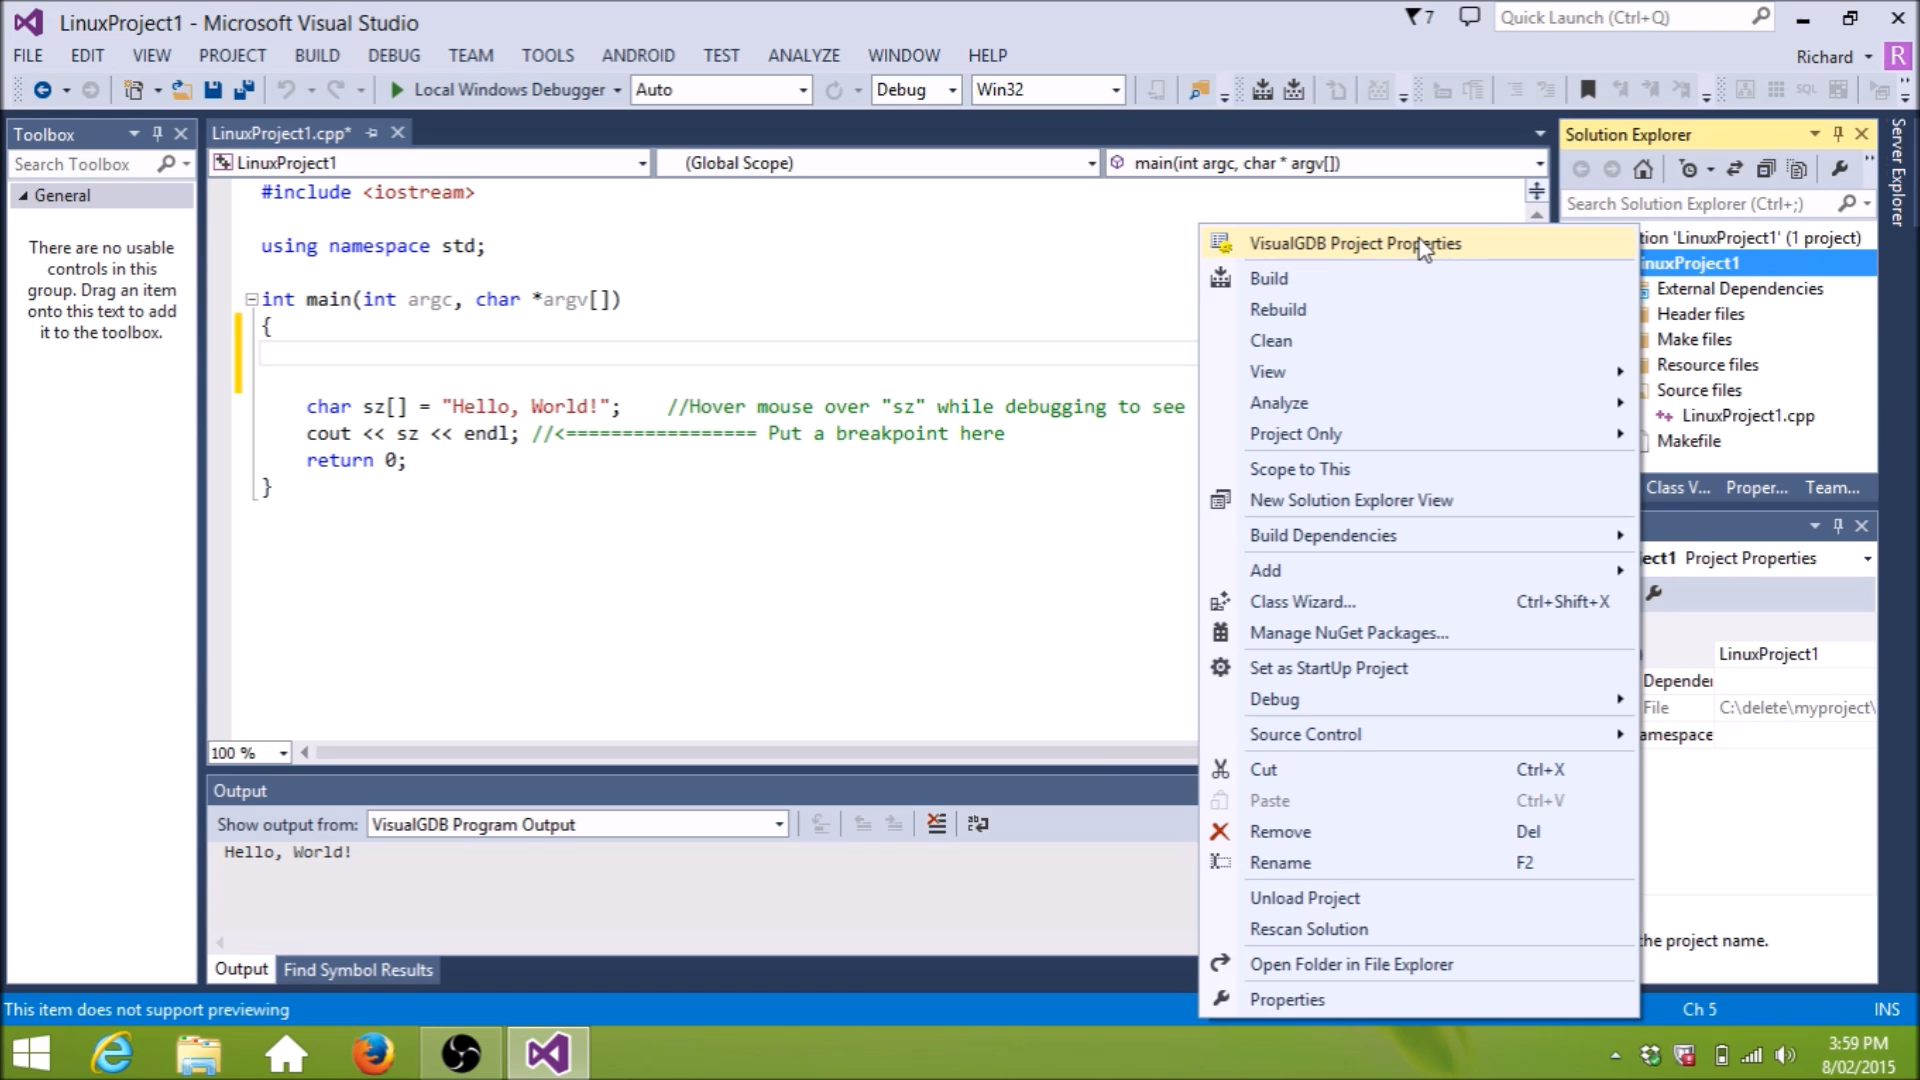 LinuxProject1 - Microsoft Visual Studio
7
Quick Launch (Ctrl+Q)
FILE EDIT VIEW PROJECT BUILD DEBUG TEAM TOOLS ANDROID TEST ANALYZE WINDOW HELP
Richard R
Local Windows Debugger Auto Debug Win32
SQL
Toolbox
Search Toolbox
General
There are no usable
controls in this
group. Drag an item
onto this text to add
it to the toolbox.
LinuxProject1.cpp*
LinuxProject1 (Global Scope) main(int argc, char * argv[])
#include <iostream>
using namespace std;
int main(int argc, char *argv[])
{
char sz[] = "Hello, World!"; //Hover mouse over "sz" while debugging to see
cout << sz << endl; //<================= Put a breakpoint here
return 0;
}
100 %
Output
Show output from: VisualGDB Program Output
Hello, World!
Output Find Symbol Results
VisualGDB Project Properties
Build
Rebuild
Clean
View
Analyze
Project Only
Scope to This
New Solution Explorer View
Build Dependencies
Add
Class Wizard... Ctrl+Shift+X
Manage NuGet Packages...
Set as StartUp Project
Debug
Source Control
Cut Ctrl+X
Paste Ctrl+V
Remove Del
Rename F2
Unload Project
Rescan Solution
Open Folder in File Explorer
Properties
Solution Explorer
Search Solution Explorer (Ctrl+;)
tion 'LinuxProject1' (1 project)
inuxProject1
External Dependencies
Header files
Make files
Resource files
Source files
LinuxProject1.cpp
Makefile
Class V... Proper... Team...
ect1 Project Properties
LinuxProject1
Depender
File C:\delete\myproject\
amespace
the project name.
Server Explorer
This item does not support previewing
Ch 5 INS
3:59 PM
8/02/2015